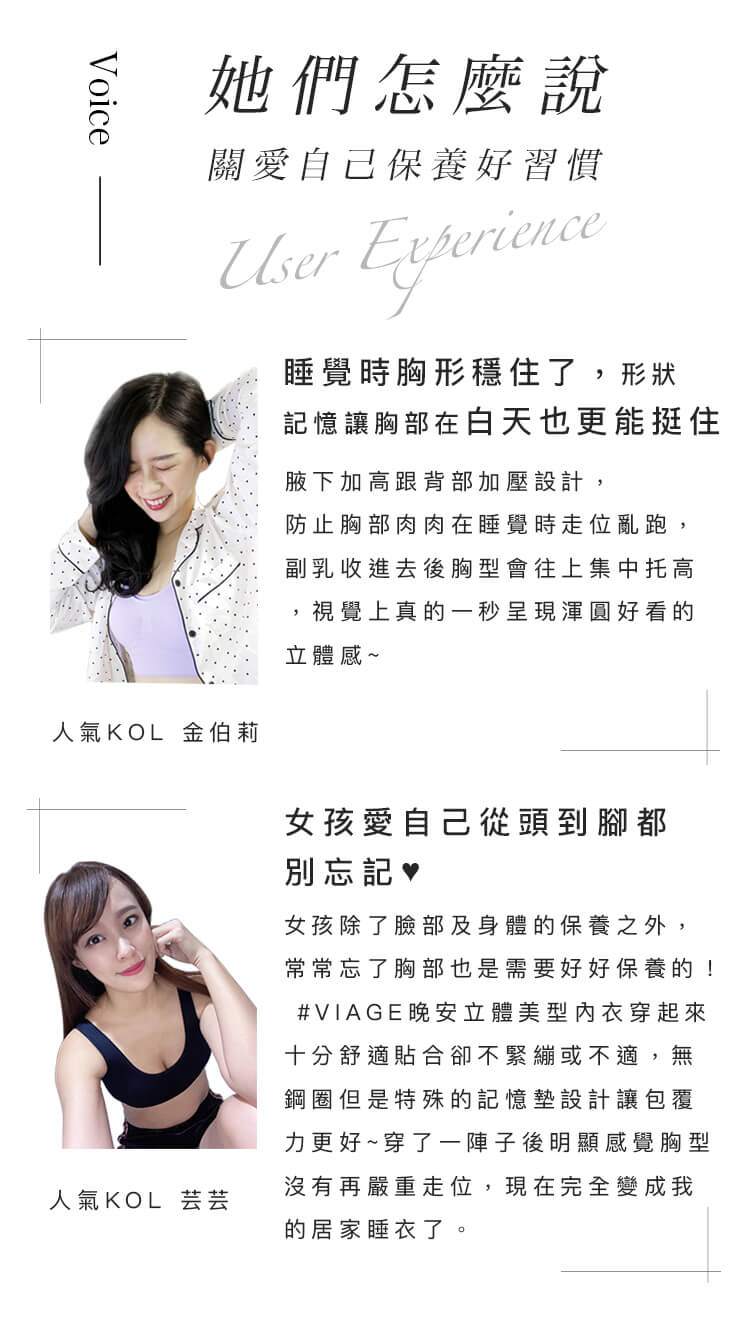 Voice
她們怎麼說
關愛自己保養好習慣
User Experience
睡覺時胸形穩住了，形狀
記憶讓胸部在白天也更能挺住
腋下加高跟背部加壓設計，
防止胸部肉肉在睡覺時走位亂跑，
副乳收進去後胸型會往上集中托高
，視覺上真的一秒呈現渾圓好看的
立體感~
人氣KOL 金伯莉
女孩愛自己從頭到腳都
別忘記♥
女孩除了臉部及身體的保養之外，
常常忘了胸部也是需要好好保養的！
#VIAGE晚安立體美型內衣穿起來
十分舒適貼合卻不緊繃或不適，無
鋼圈但是特殊的記憶墊設計讓包覆
力更好~穿了一陣子後明顯感覺胸型
沒有再嚴重走位，現在完全變成我
的居家睡衣了。
人氣KOL 芸芸